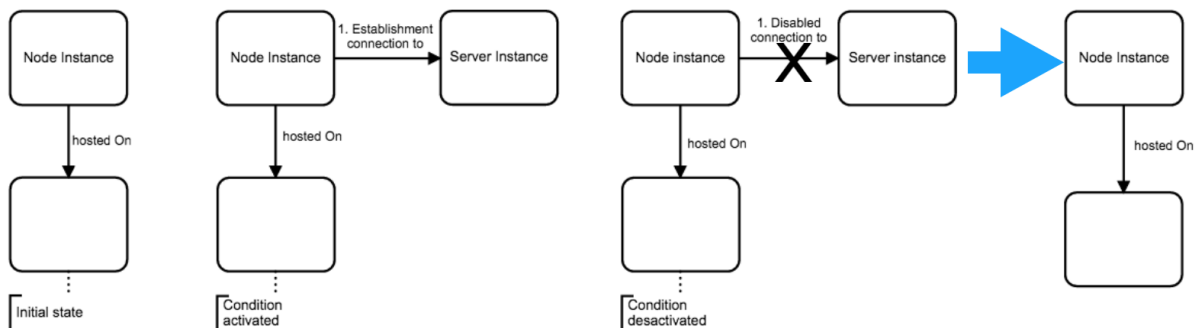 Node Instance
hosted On
Initial state
Node Instance
1. Establishment
connection to
Server Instance
hosted On
Condition
activated
Node instance
1. Disabled
connection to
X
Server instance
hosted On
Condition
desactivated
Node Instance
hosted On